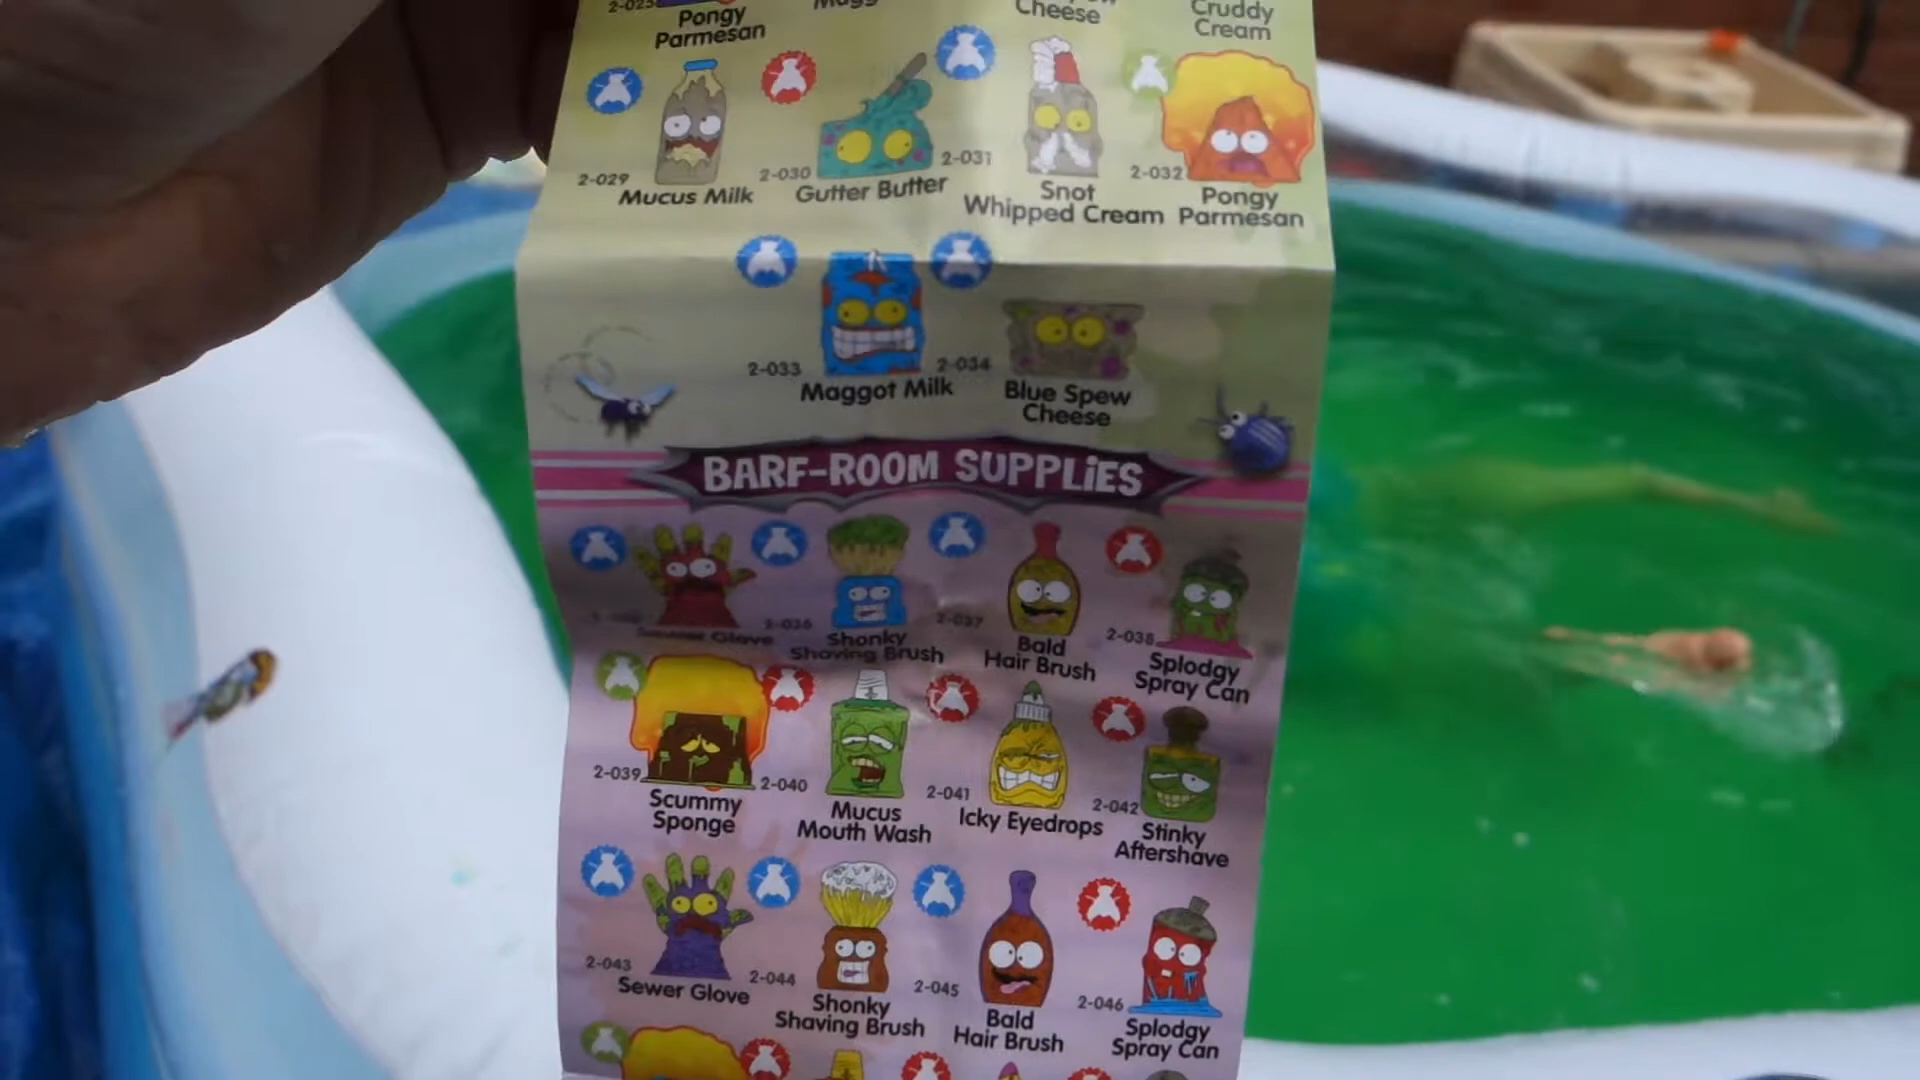 2-025
Pongy
Parmesan
Cheese
Cruddy
Cream
2-029
Mucus Milk
2-030
Gutter Butter
2-031
Snot
Whipped Cream
2-032
Pongy
Parmesan
2-033
Maggot Milk
2-034
Blue Spew
Cheese
BARF-ROOM SUPPLiES
Sewer Glove
2-036
Shonky
Shaving Brush
2-037
Bald
Hair Brush
2-038
Splodgy
Spray Can
2-039
Scummy
Sponge
2-040
Mucus
Mouth Wash
2-041
Icky Eyedrops
2-042
Stinky
Aftershave
2-043
Sewer Glove
2-044
Shonky
Shaving Brush
2-045
Bald
Hair Brush
2-046
Splodgy
Spray Can